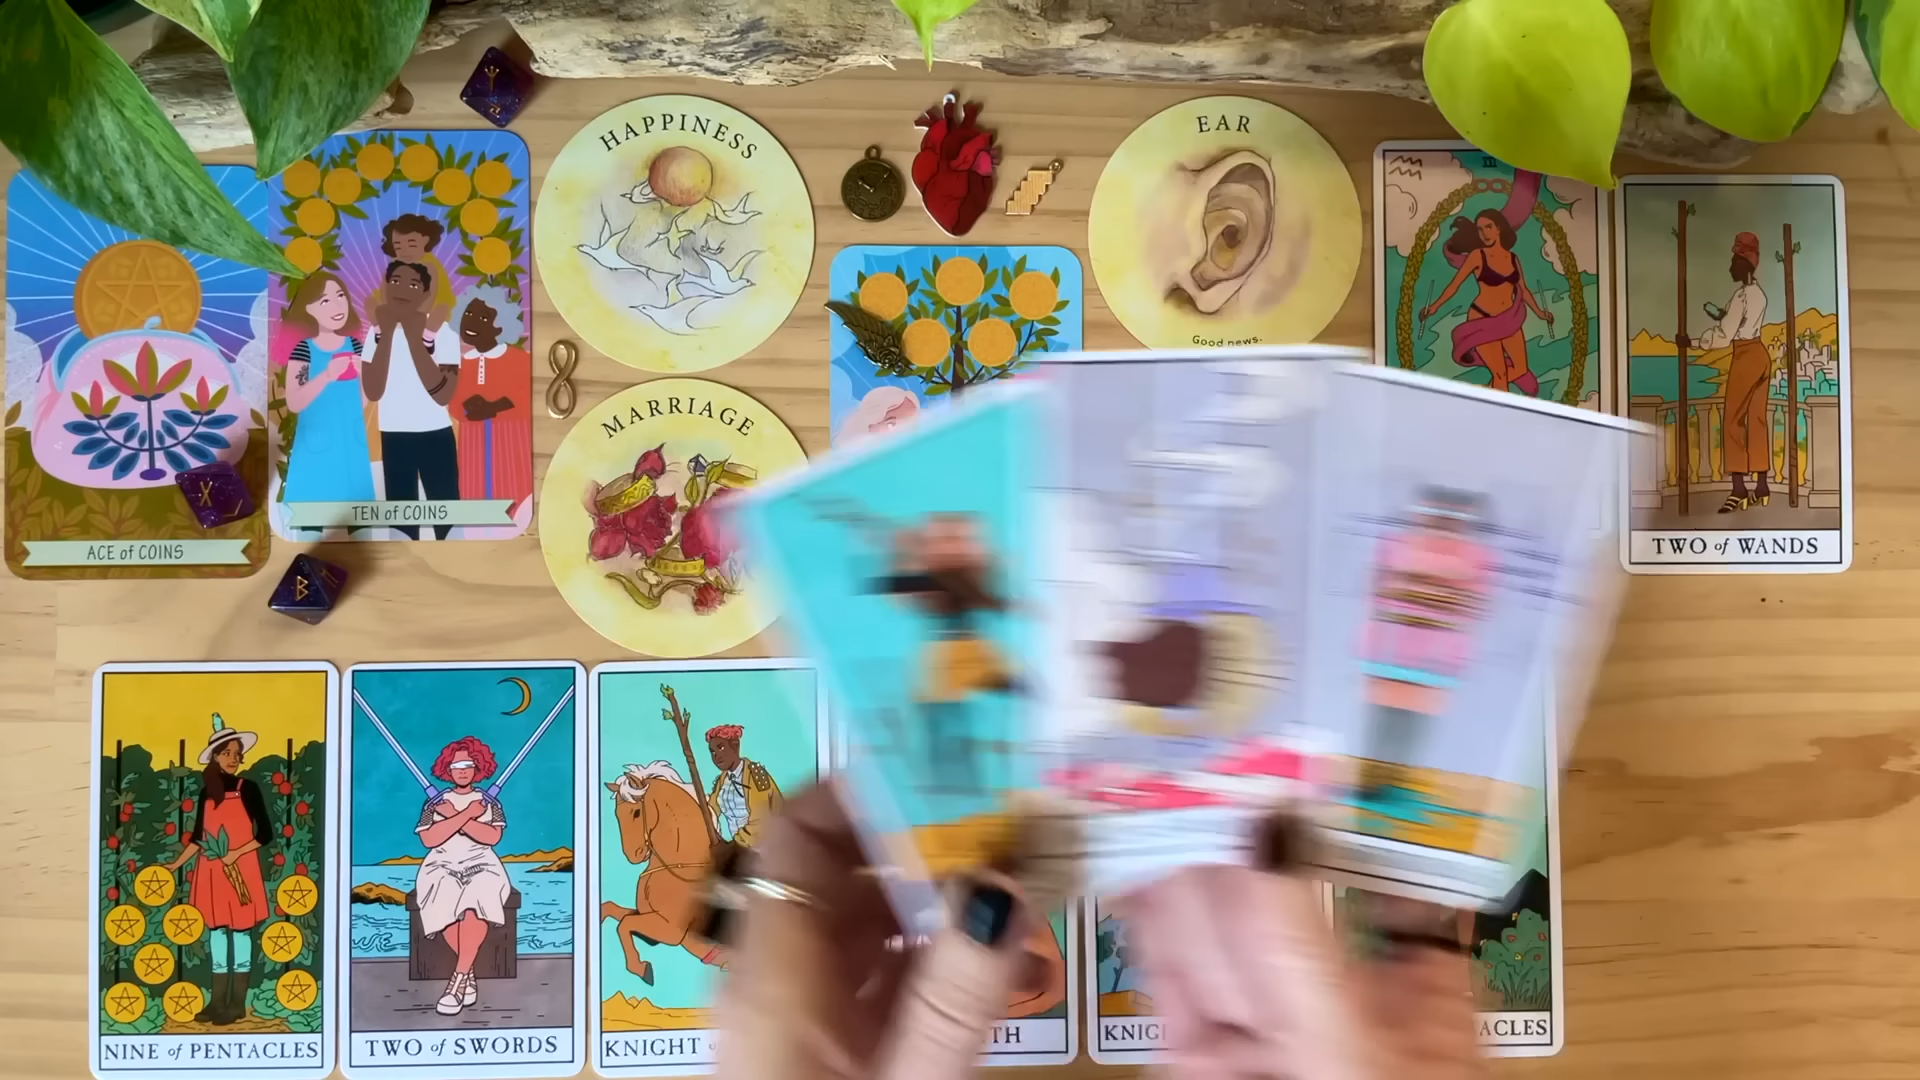 HAPPINESS
EAR
Good news.
MARRIAGE
TEN of COINS
ACE of COINS
TWO of WANDS
NINE of PENTACLES
TWO of SWORDS
KNIGHT
TH
KNIG
ACLES